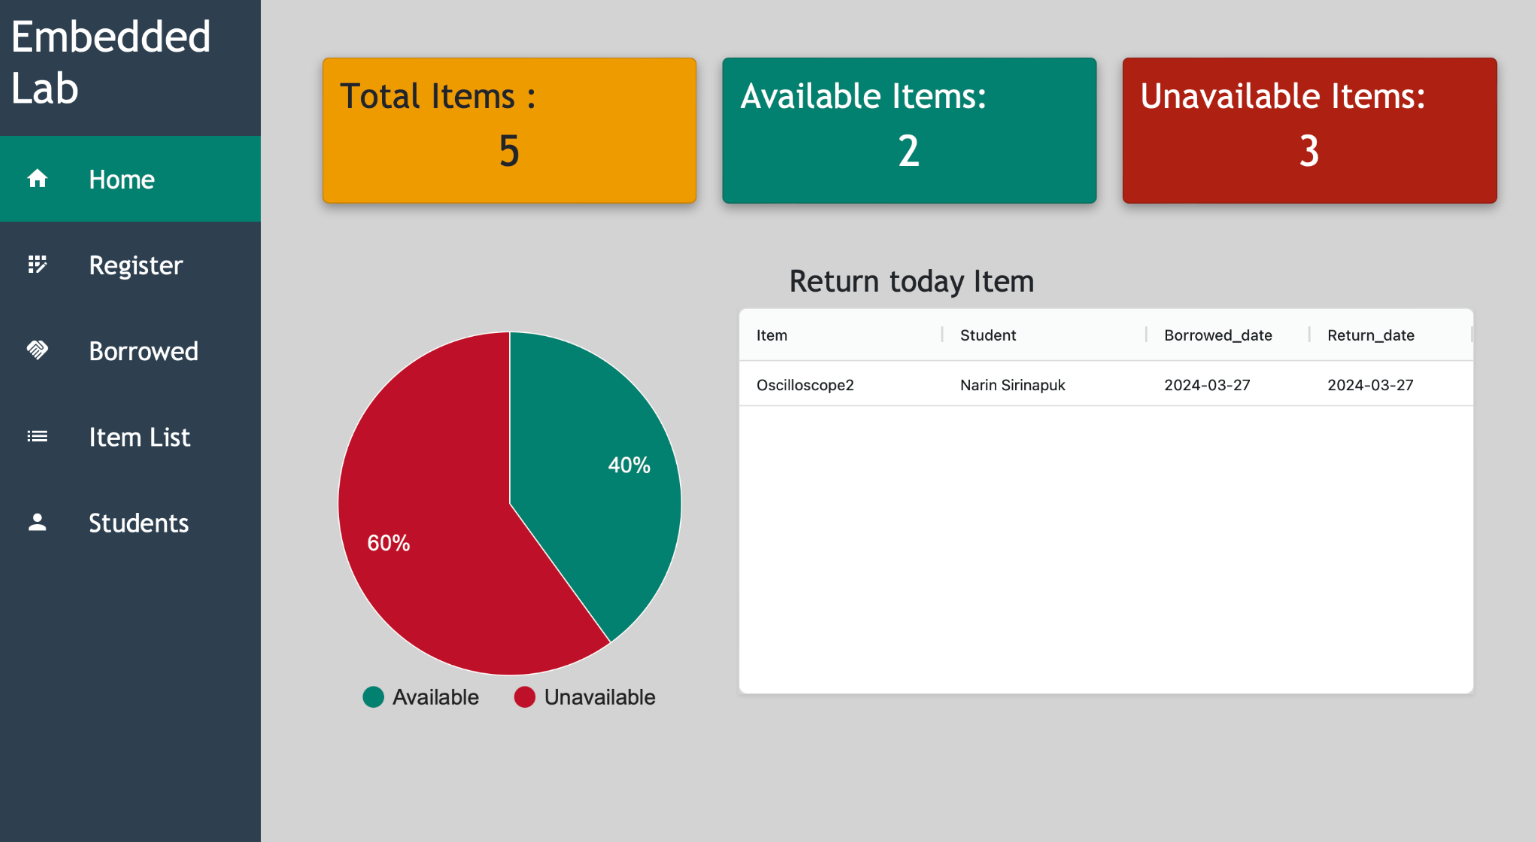 Embedded
Lab
Home
Register
Borrowed
Item List
Students
Total Items :
5
Available Items:
2
Unavailable Items:
3
40%
60%
Available Unavailable
Return today Item
Item Student Borrowed_date Return_date
Oscilloscope2 Narin Sirinapuk 2024-03-27 2024-03-27